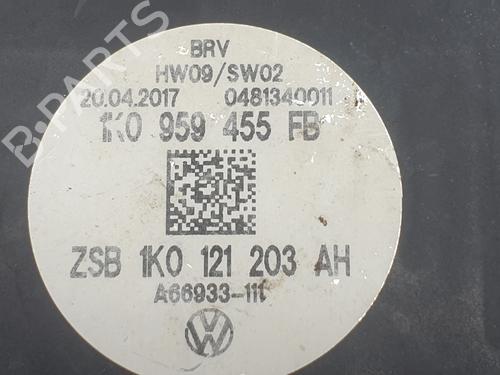 BRV
HW09/SW02
20.04.2017 0481340011
1K0 959 455 FB
ZSB 1K0 121 203 AH
A66933-111
B-PARTS